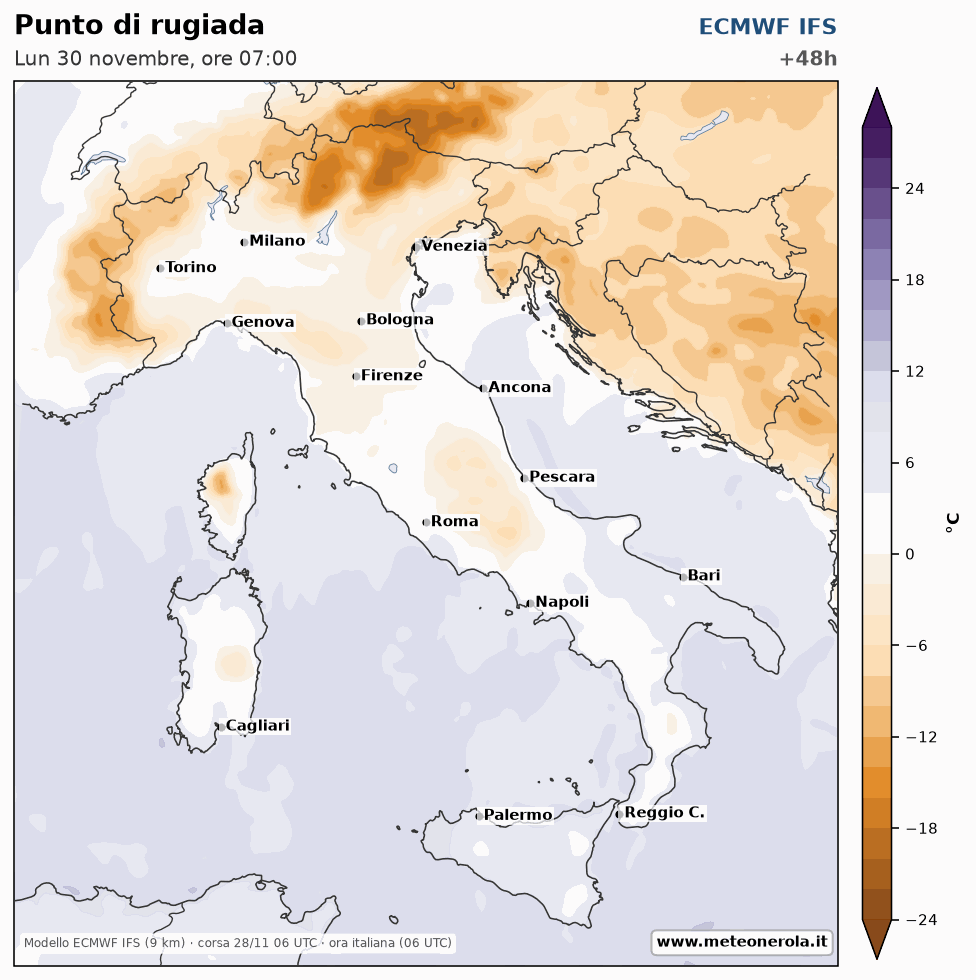 Punto di rugiada
ECMWF IFS
Lun 30 novembre, ore 07:00
+48h
Milano
Venezia
Torino
Genova
Bologna
Firenze
Ancona
Pescara
Roma
Bari
Napoli
Cagliari
Palermo
Reggio C.
24
18
12
6
0
−6
−12
−18
−24
°C
Modello ECMWF IFS (9 km) · corsa 28/11 06 UTC · ora italiana (06 UTC)
www.meteonerola.it